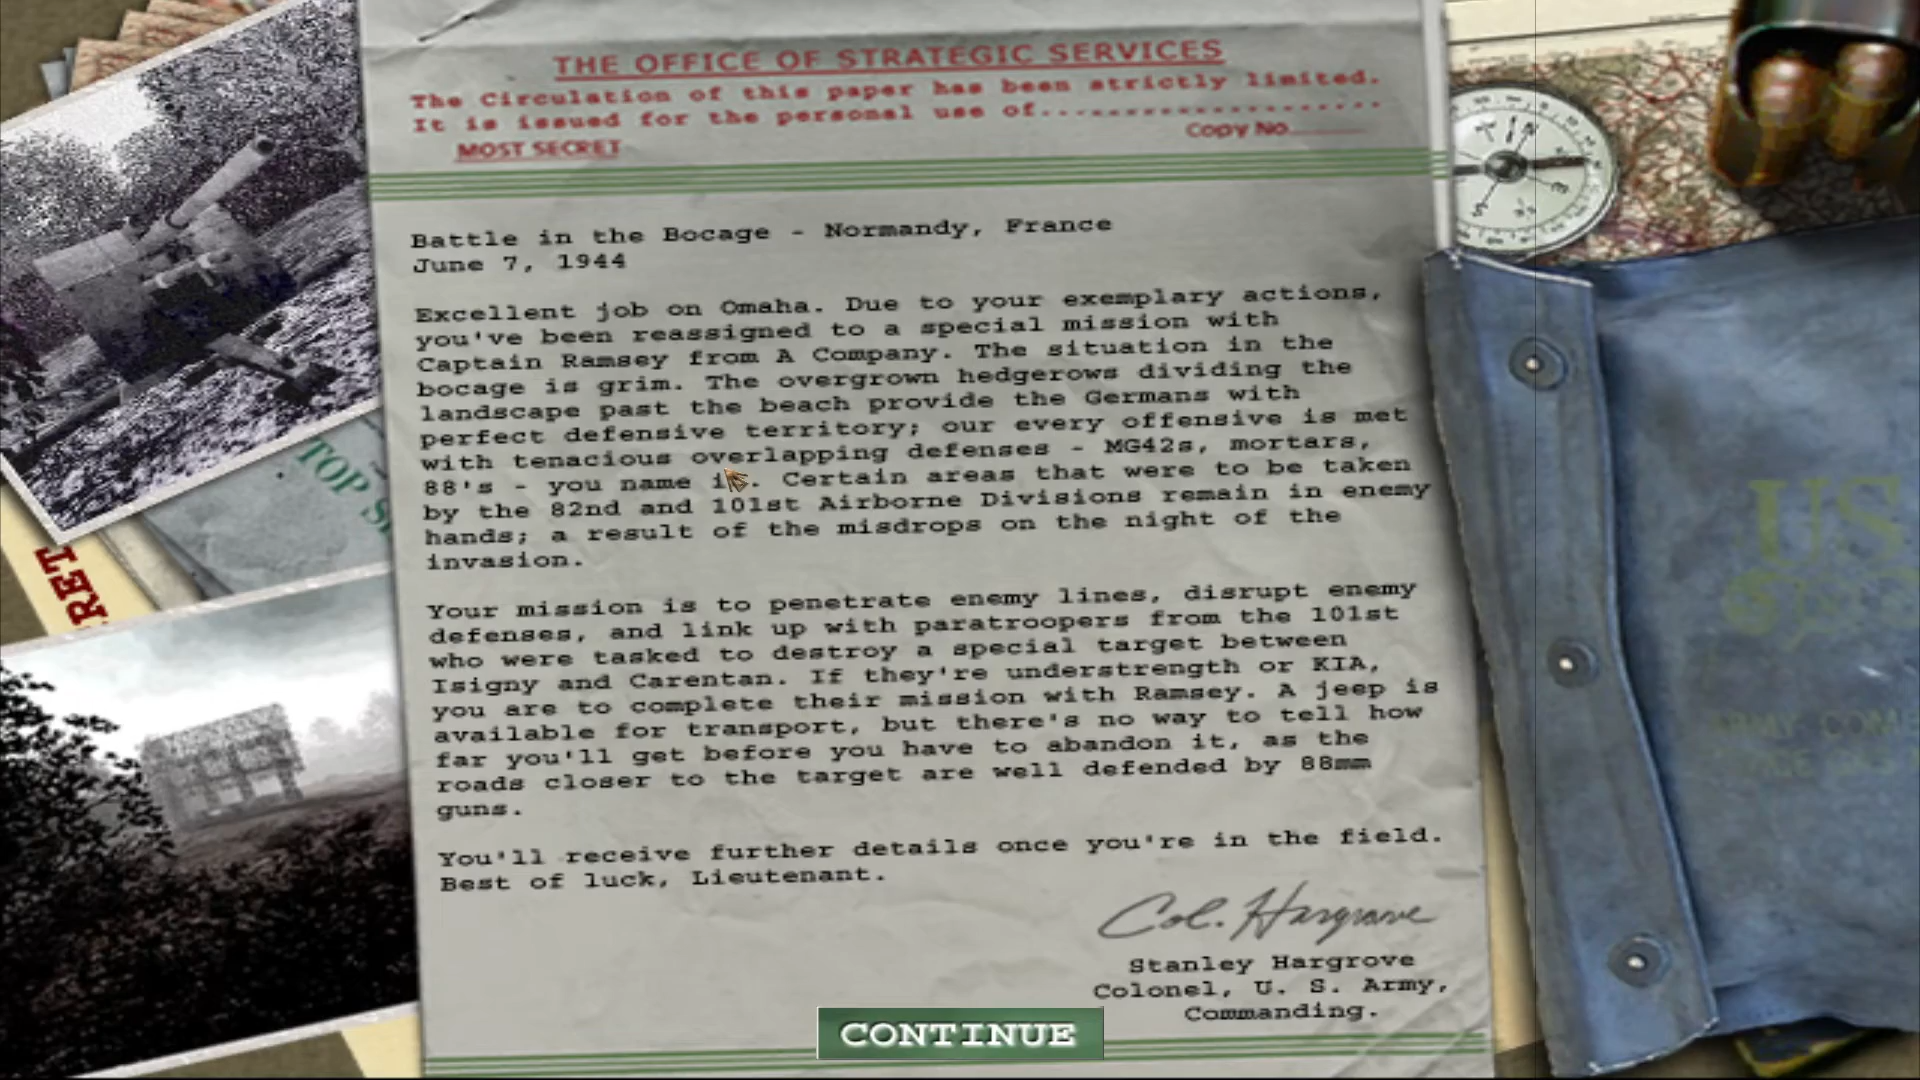 THE OFFICE OF STRATEGIC SERVICES
The Circulation of this paper has been strictly limited.
It is issued for the personal use of....................
MOST SECRET
Copy No.
Battle in the Bocage - Normandy, France
June 7, 1944
Excellent job on Omaha. Due to your exemplary actions,
you've been reassigned to a special mission with
Captain Ramsey from A Company. The situation in the
bocage is grim. The overgrown hedgerows dividing the
landscape past the beach provide the Germans with
perfect defensive territory; our every offensive is met
with tenacious overlapping defenses - MG42s, mortars,
88's - you name it. Certain areas that were to be taken
by the 82nd and 101st Airborne Divisions remain in enemy
hands; a result of the misdrops on the night of the
invasion.
Your mission is to penetrate enemy lines, disrupt enemy
defenses, and link up with paratroopers from the 101st
who were tasked to destroy a special target between
Isigny and Carentan. If they're understrength or KIA,
you are to complete their mission with Ramsey. A jeep is
available for transport, but there's no way to tell how
far you'll get before you have to abandon it, as the
roads closer to the target are well defended by 88mm
guns.
You'll receive further details once you're in the field.
Best of luck, Lieutenant.
Col. Hargrove
Stanley Hargrove
Colonel, U. S. Army,
Commanding.
CONTINUE
TOP S
RET
US
ARMY